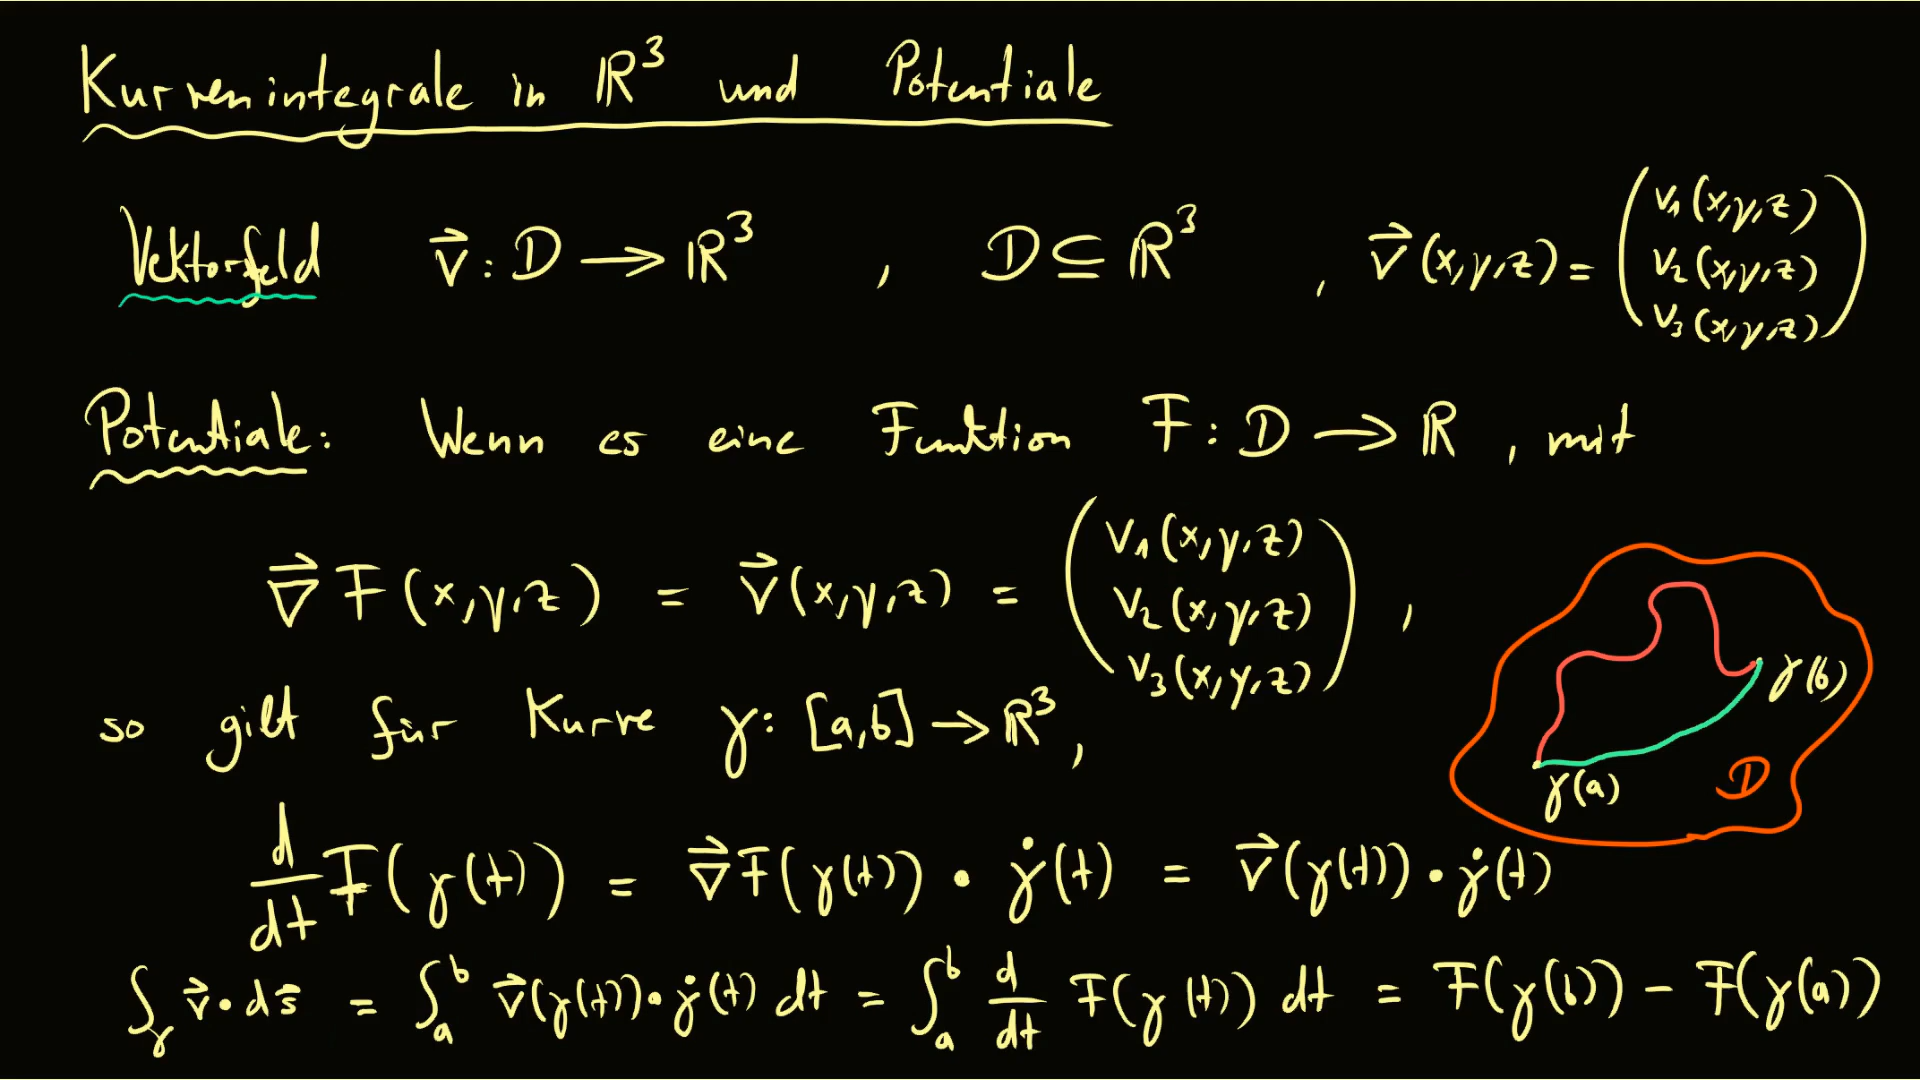 Kurvenintegrale in ℝ³ und Potentiale
Vektorfeld v⃗ : D → ℝ³ , D ⊆ ℝ³ , v⃗(x,y,z) = (v₁(x,y,z) v₂(x,y,z) v₃(x,y,z))
Potentiale: Wenn es eine Funktion F : D → ℝ , mit
∇⃗F(x,y,z) = v⃗(x,y,z) = (v₁(x,y,z) v₂(x,y,z) v₃(x,y,z)) ,
so gilt für Kurve γ : [a,b] → ℝ³ ,
γ(b)
γ(a)
D
d/dt F(γ(t)) = ∇⃗F(γ(t)) • γ̇(t) = v⃗(γ(t)) • γ̇(t)
∫_γ v⃗ • ds⃗ = ∫_a^b v⃗(γ(t)) • γ̇(t) dt = ∫_a^b d/dt F(γ(t)) dt = F(γ(b)) − F(γ(a))